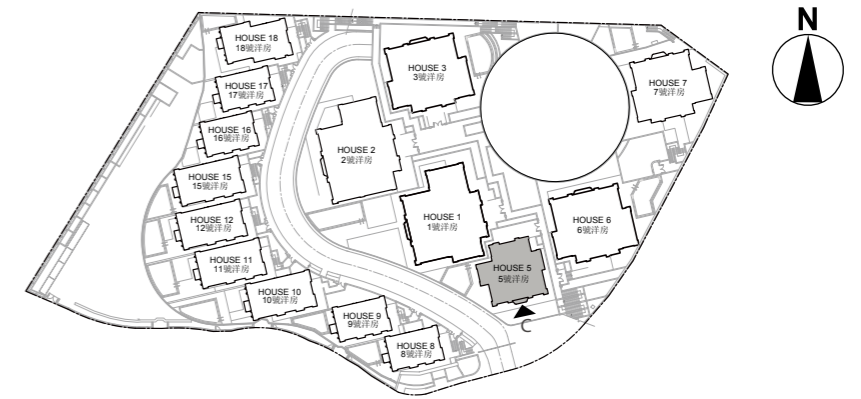 N
HOUSE 18
18號洋房
HOUSE 17
17號洋房
HOUSE 16
16號洋房
HOUSE 15
15號洋房
HOUSE 12
12號洋房
HOUSE 11
11號洋房
HOUSE 10
10號洋房
HOUSE 9
9號洋房
HOUSE 8
8號洋房
HOUSE 3
3號洋房
HOUSE 2
2號洋房
HOUSE 1
1號洋房
HOUSE 7
7號洋房
HOUSE 6
6號洋房
HOUSE 5
5號洋房
C